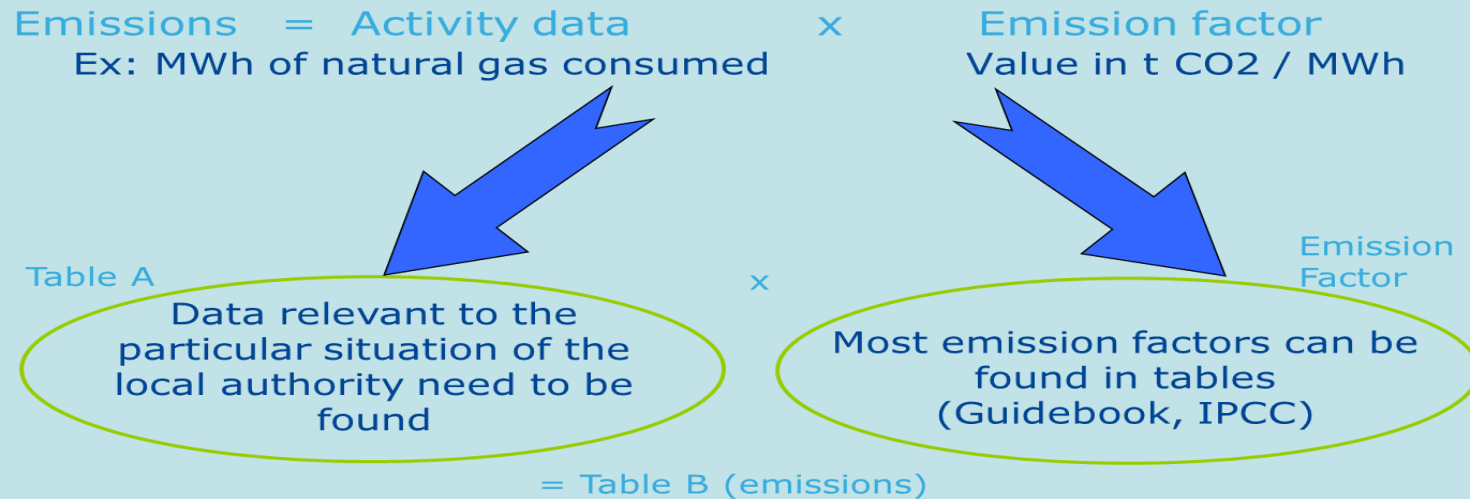 Emissions = Activity data x Emission factor
Ex: MWh of natural gas consumed Value in t CO2 / MWh
Table A
x
Emission
Factor
Data relevant to the
particular situation of the
local authority need to be
found
Most emission factors can be
found in tables
(Guidebook, IPCC)
= Table B (emissions)